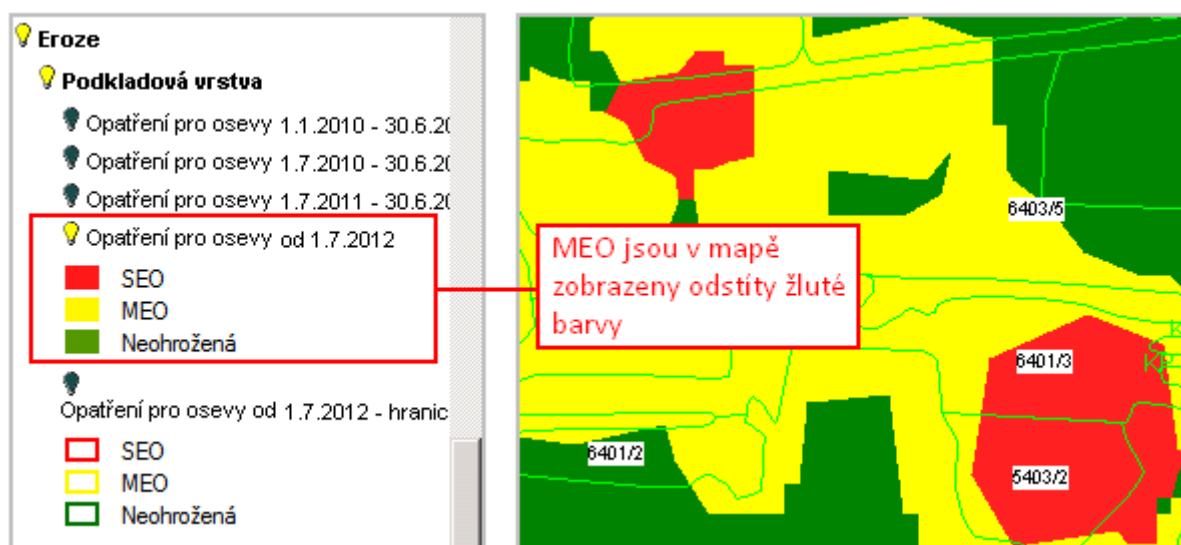 Eroze
Podkladová vrstva
Opatření pro osevy 1.1.2010 - 30.6.20
Opatření pro osevy 1.7.2010 - 30.6.20
Opatření pro osevy 1.7.2011 - 30.6.20
Opatření pro osevy od 1.7.2012
SEO
MEO
Neohrožená
Opatření pro osevy od 1.7.2012 - hranic
SEO
MEO
Neohrožená
6403/5
MEO jsou v mapě
zobrazeny odstíty žluté
barvy
6401/3
6401/2
5403/2